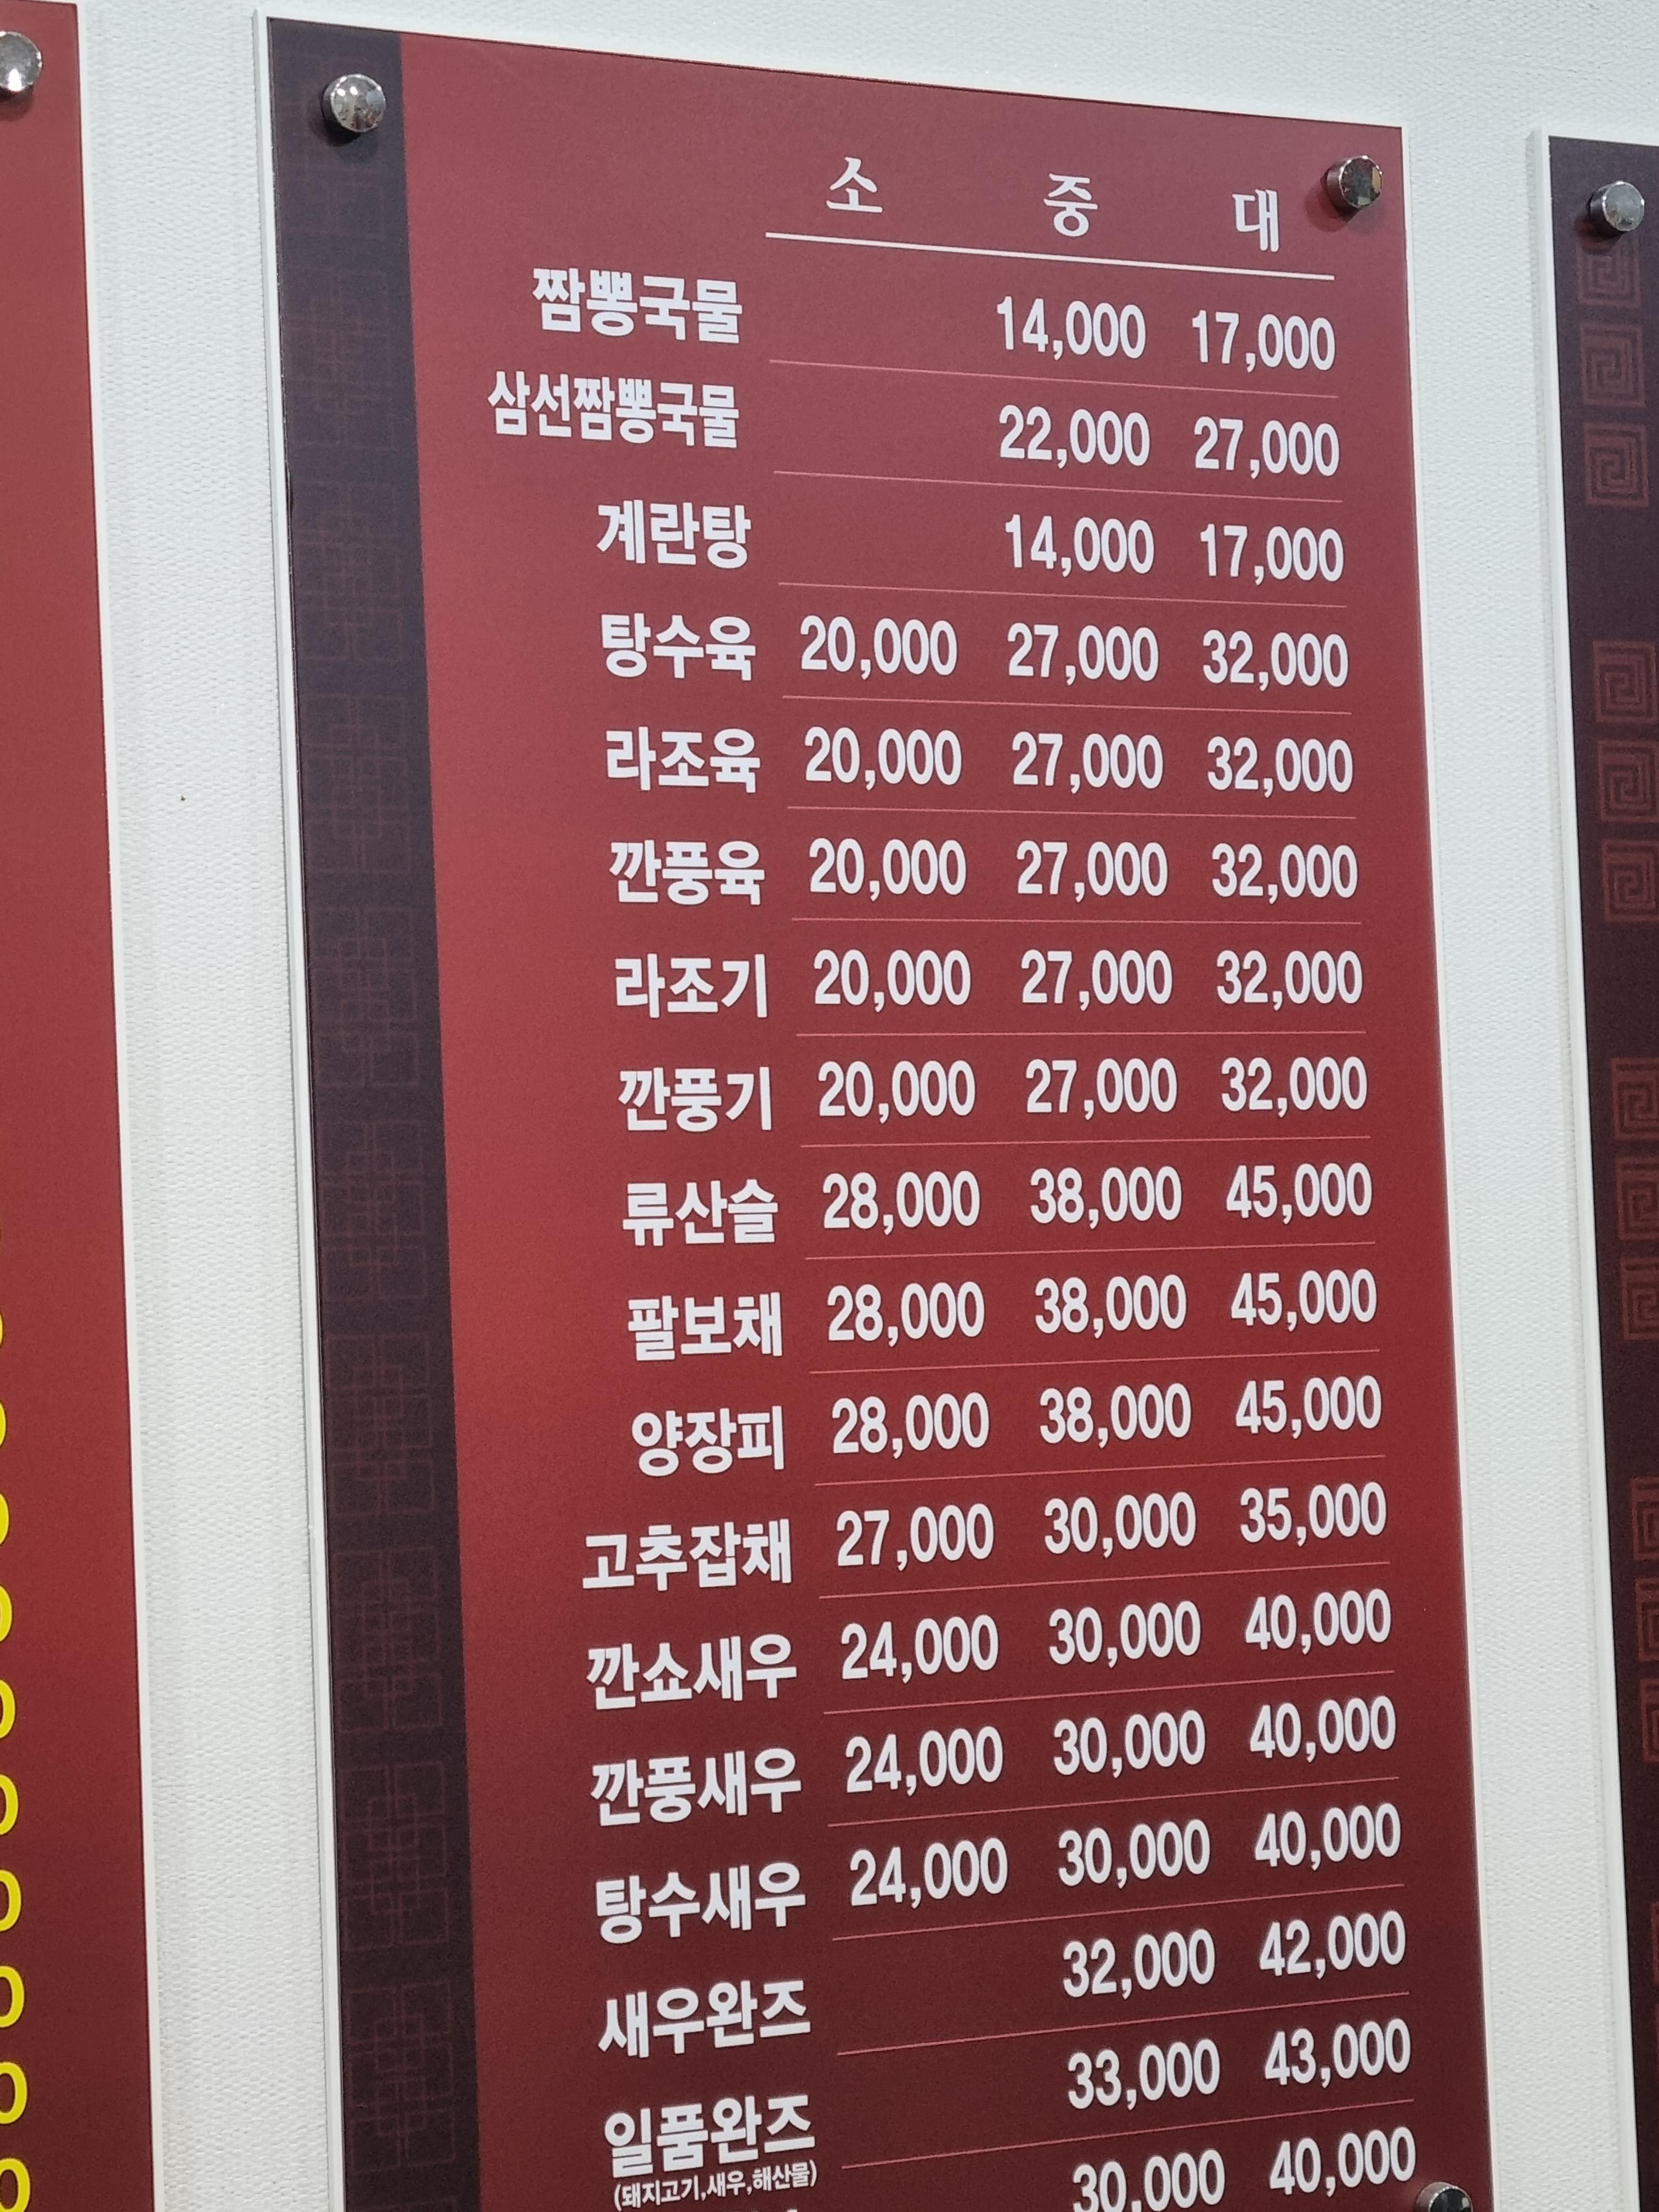 소 중 대
짬뽕국물 14,000 17,000
삼선짬뽕국물 22,000 27,000
계란탕 14,000 17,000
탕수육 20,000 27,000 32,000
라조육 20,000 27,000 32,000
깐풍육 20,000 27,000 32,000
라조기 20,000 27,000 32,000
깐풍기 20,000 27,000 32,000
류산슬 28,000 38,000 45,000
팔보채 28,000 38,000 45,000
양장피 28,000 38,000 45,000
고추잡채 27,000 30,000 35,000
깐쇼새우 24,000 30,000 40,000
깐풍새우 24,000 30,000 40,000
탕수새우 24,000 30,000 40,000
새우완즈 32,000 42,000
일품완즈 33,000 43,000
(돼지고기,새우,해산물)
30,000 40,000